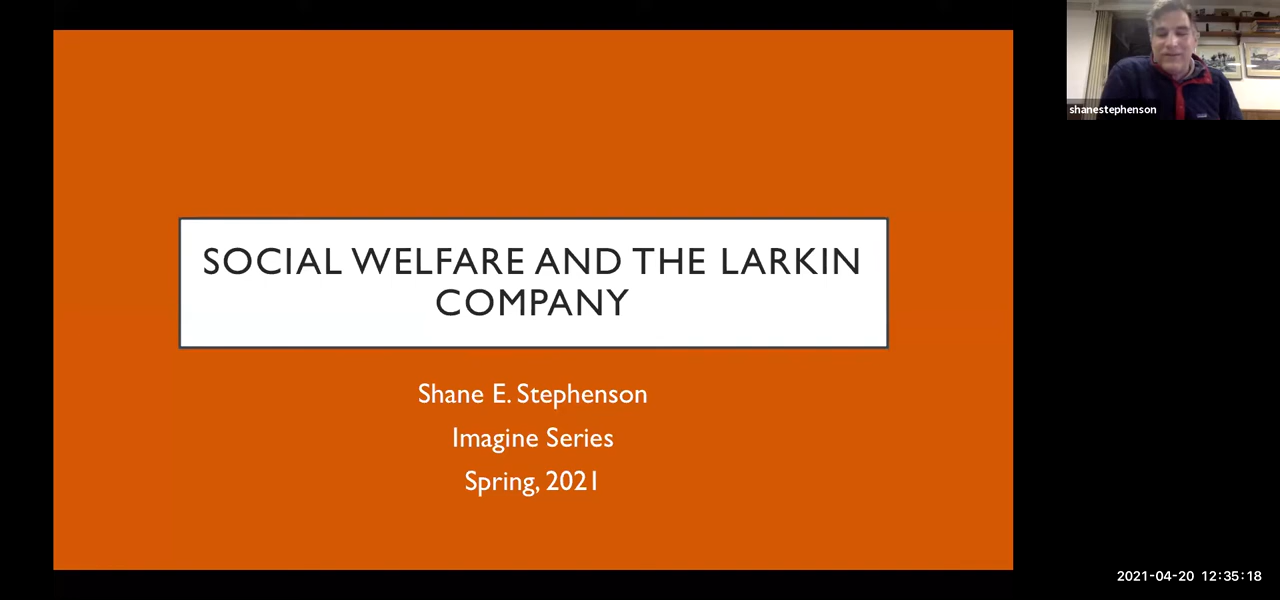 SOCIAL WELFARE AND THE LARKIN
COMPANY
Shane E. Stephenson
Imagine Series
Spring, 2021
shanestephenson
2021-04-20 12:35:18